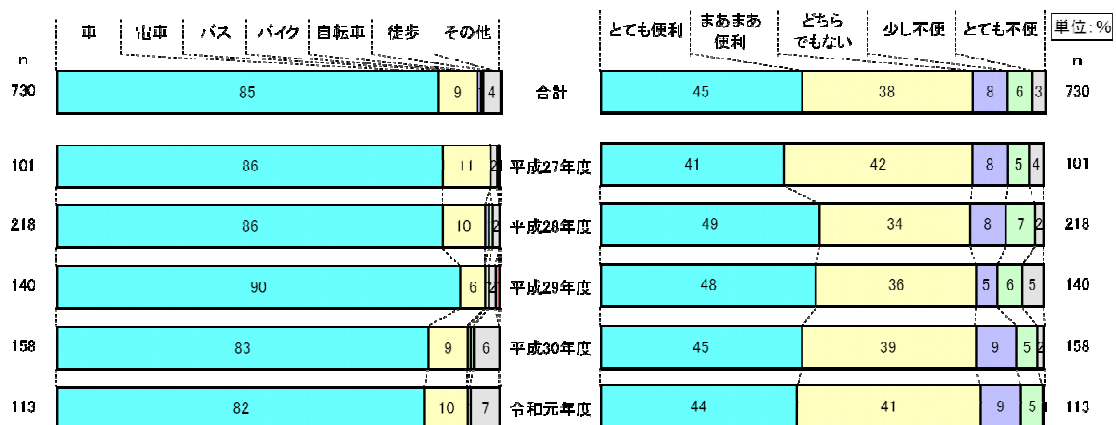 車 電車 バス バイク 自転車 徒歩 その他
とても便利 まあまあ便利 どちらでもない 少し不便 とても不便
単位:%
n
n
730 85 9 4 合計 45 38 8 6 3 730
101 86 11 2 平成27年度 41 42 8 5 4 101
218 86 10 2 平成28年度 49 34 8 7 2 218
140 90 6 2 平成29年度 48 36 5 6 5 140
158 83 9 6 平成30年度 45 39 9 5 2 158
113 82 10 7 令和元年度 44 41 9 5 113